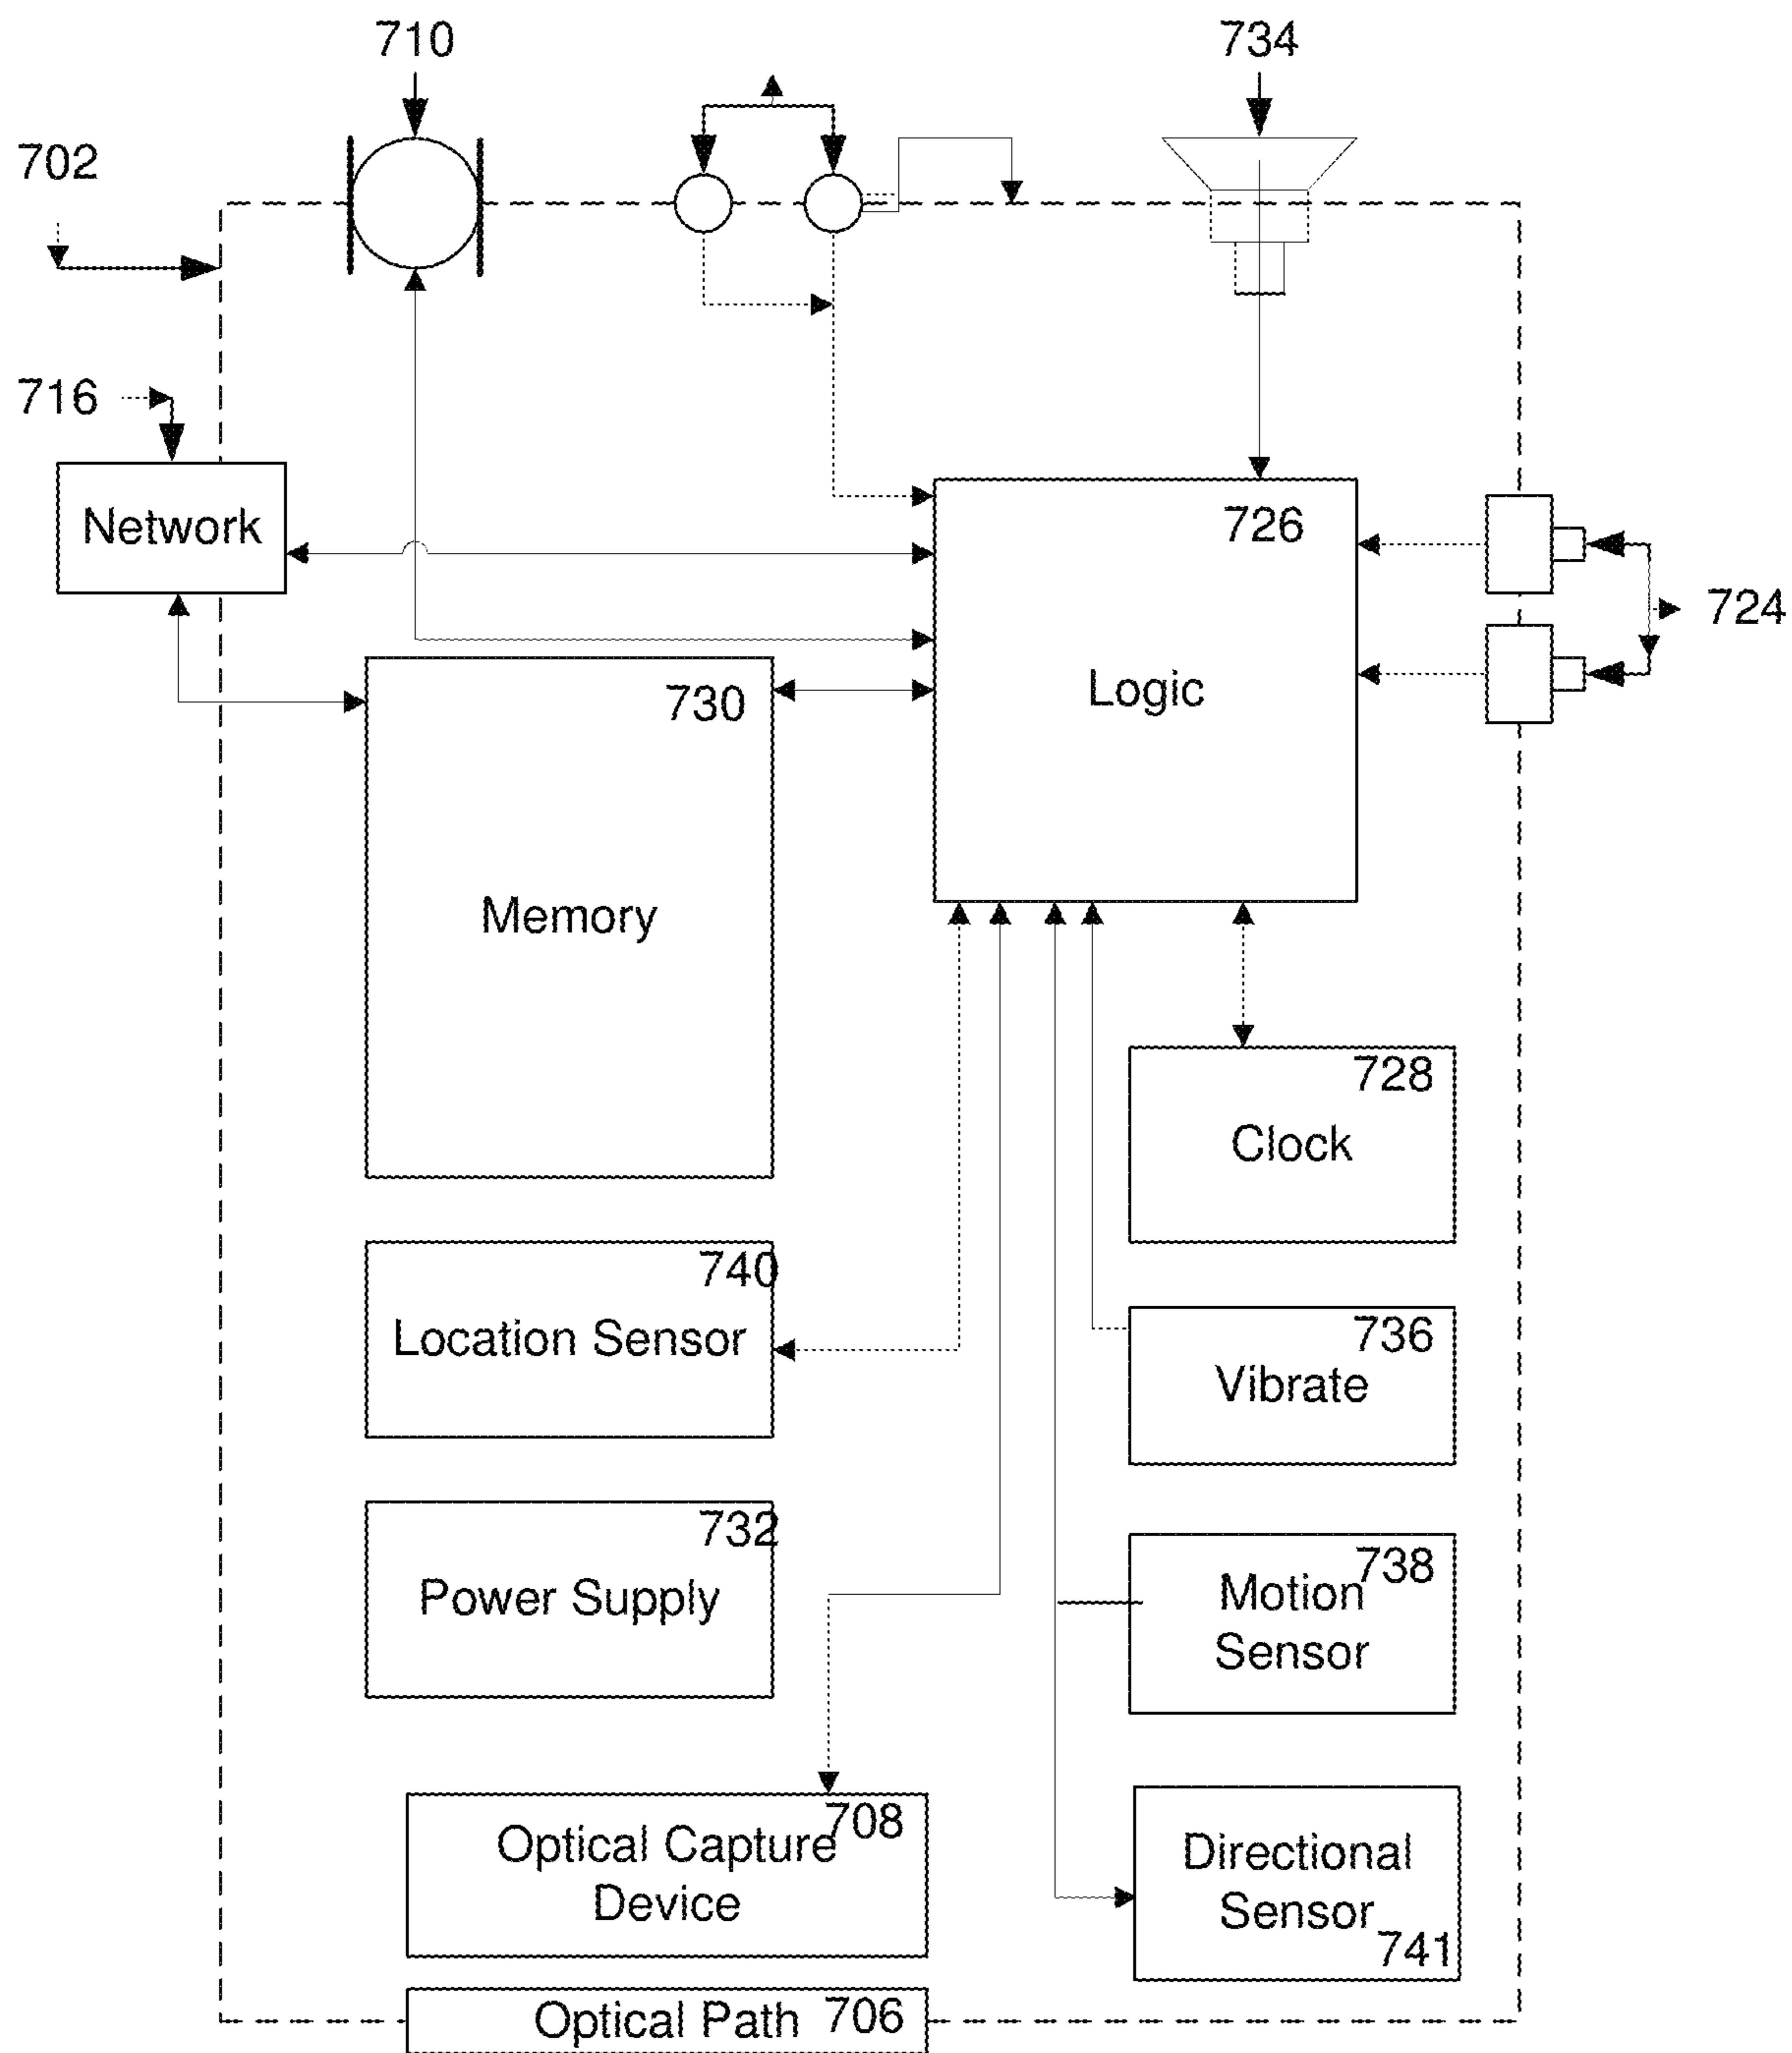 710
734
702
716
Network
726
Logic
724
730
Memory
728
Clock
740
Location Sensor
736
Vibrate
732
Power Supply
738
Motion
Sensor
708
Optical Capture
Device
Directional
Sensor
741
Optical Path 706